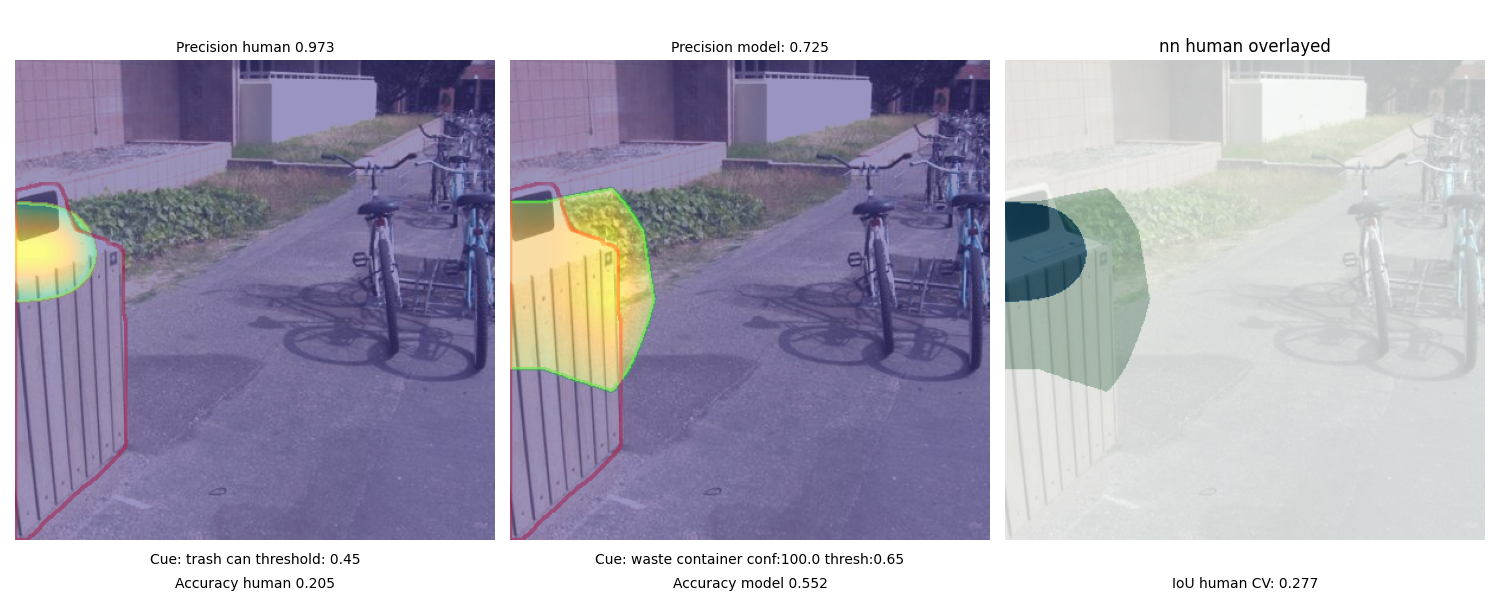 Precision human 0.973
Precision model: 0.725
nn human overlayed
Cue: trash can threshold: 0.45
Cue: waste container conf:100.0 thresh:0.65
Accuracy human 0.205
Accuracy model 0.552
IoU human CV: 0.277